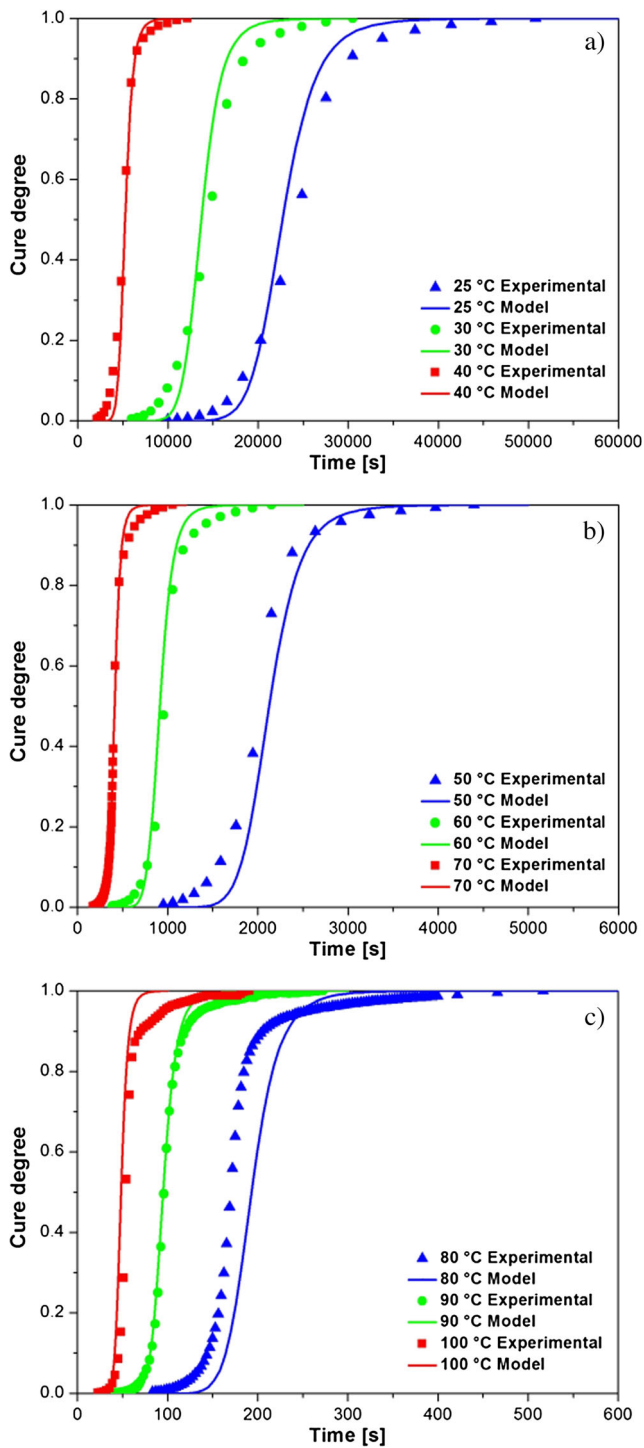 a)
1.0
0.8
0.6
0.4
0.2
0.0
Cure degree
25 °C Experimental
25 °C Model
30 °C Experimental
30 °C Model
40 °C Experimental
40 °C Model
0 10000 20000 30000 40000 50000 60000
Time [s]
b)
1.0
0.8
0.6
0.4
0.2
0.0
Cure degree
50 °C Experimental
50 °C Model
60 °C Experimental
60 °C Model
70 °C Experimental
70 °C Model
0 1000 2000 3000 4000 5000 6000
Time [s]
c)
1.0
0.8
0.6
0.4
0.2
0.0
Cure degree
80 °C Experimental
80 °C Model
90 °C Experimental
90 °C Model
100 °C Experimental
100 °C Model
0 100 200 300 400 500 600
Time [s]